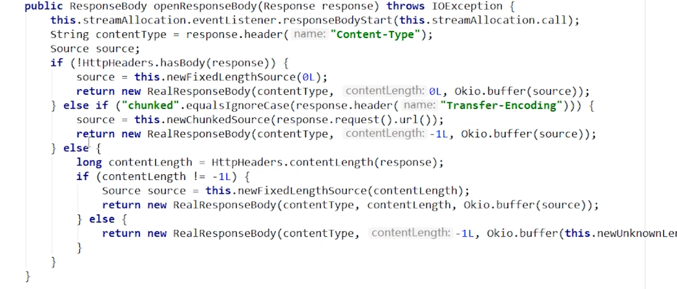 public ResponseBody openResponseBody(Response response) throws IOException {
    this.streamAllocation.eventListener.responseBodyStart(this.streamAllocation.call);
    String contentType = response.header( name: "Content-Type");
    Source source;
    if (!HttpHeaders.hasBody(response)) {
        source = this.newFixedLengthSource(0L);
        return new RealResponseBody(contentType, contentLength: 0L, Okio.buffer(source));
    } else if ("chunked".equalsIgnoreCase(response.header( name: "Transfer-Encoding"))) {
        source = this.newChunkedSource(response.request().url());
        return new RealResponseBody(contentType, contentLength: -1L, Okio.buffer(source));
    } else {
        long contentLength = HttpHeaders.contentLength(response);
        if (contentLength != -1L) {
            Source source = this.newFixedLengthSource(contentLength);
            return new RealResponseBody(contentType, contentLength, Okio.buffer(source));
        } else {
            return new RealResponseBody(contentType, contentLength: -1L, Okio.buffer(this.newUnknownLen
        }
    }
}